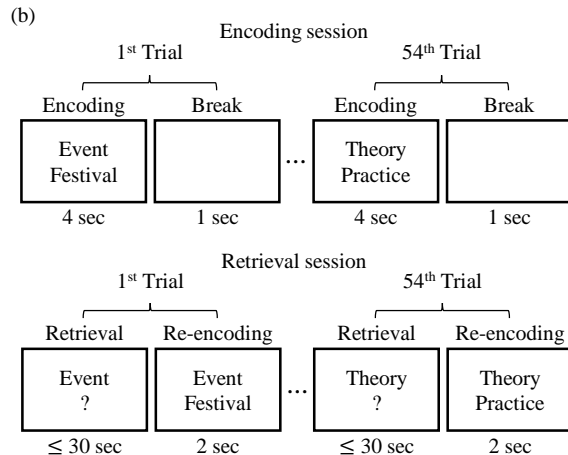 (b)
Encoding session
1st Trial 54th Trial
Encoding Break Encoding Break
Event
Festival
...
Theory
Practice
4 sec 1 sec 4 sec 1 sec
Retrieval session
1st Trial 54th Trial
Retrieval Re-encoding Retrieval Re-encoding
Event
?
Event
Festival
...
Theory
?
Theory
Practice
≤ 30 sec 2 sec ≤ 30 sec 2 sec